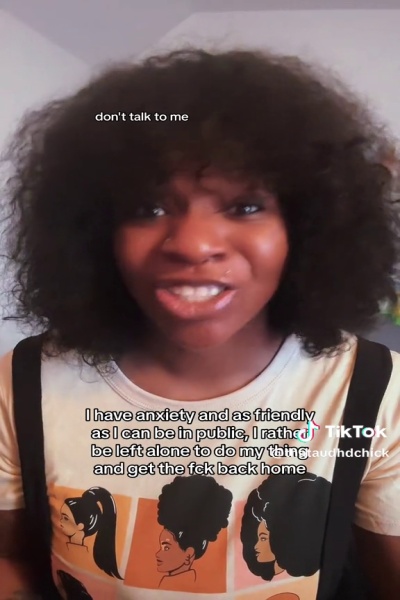 don't talk to me
I have anxiety and as friendly
as I can be in public, I rather
be left alone to do my thing
and get the fck back home
TikTok